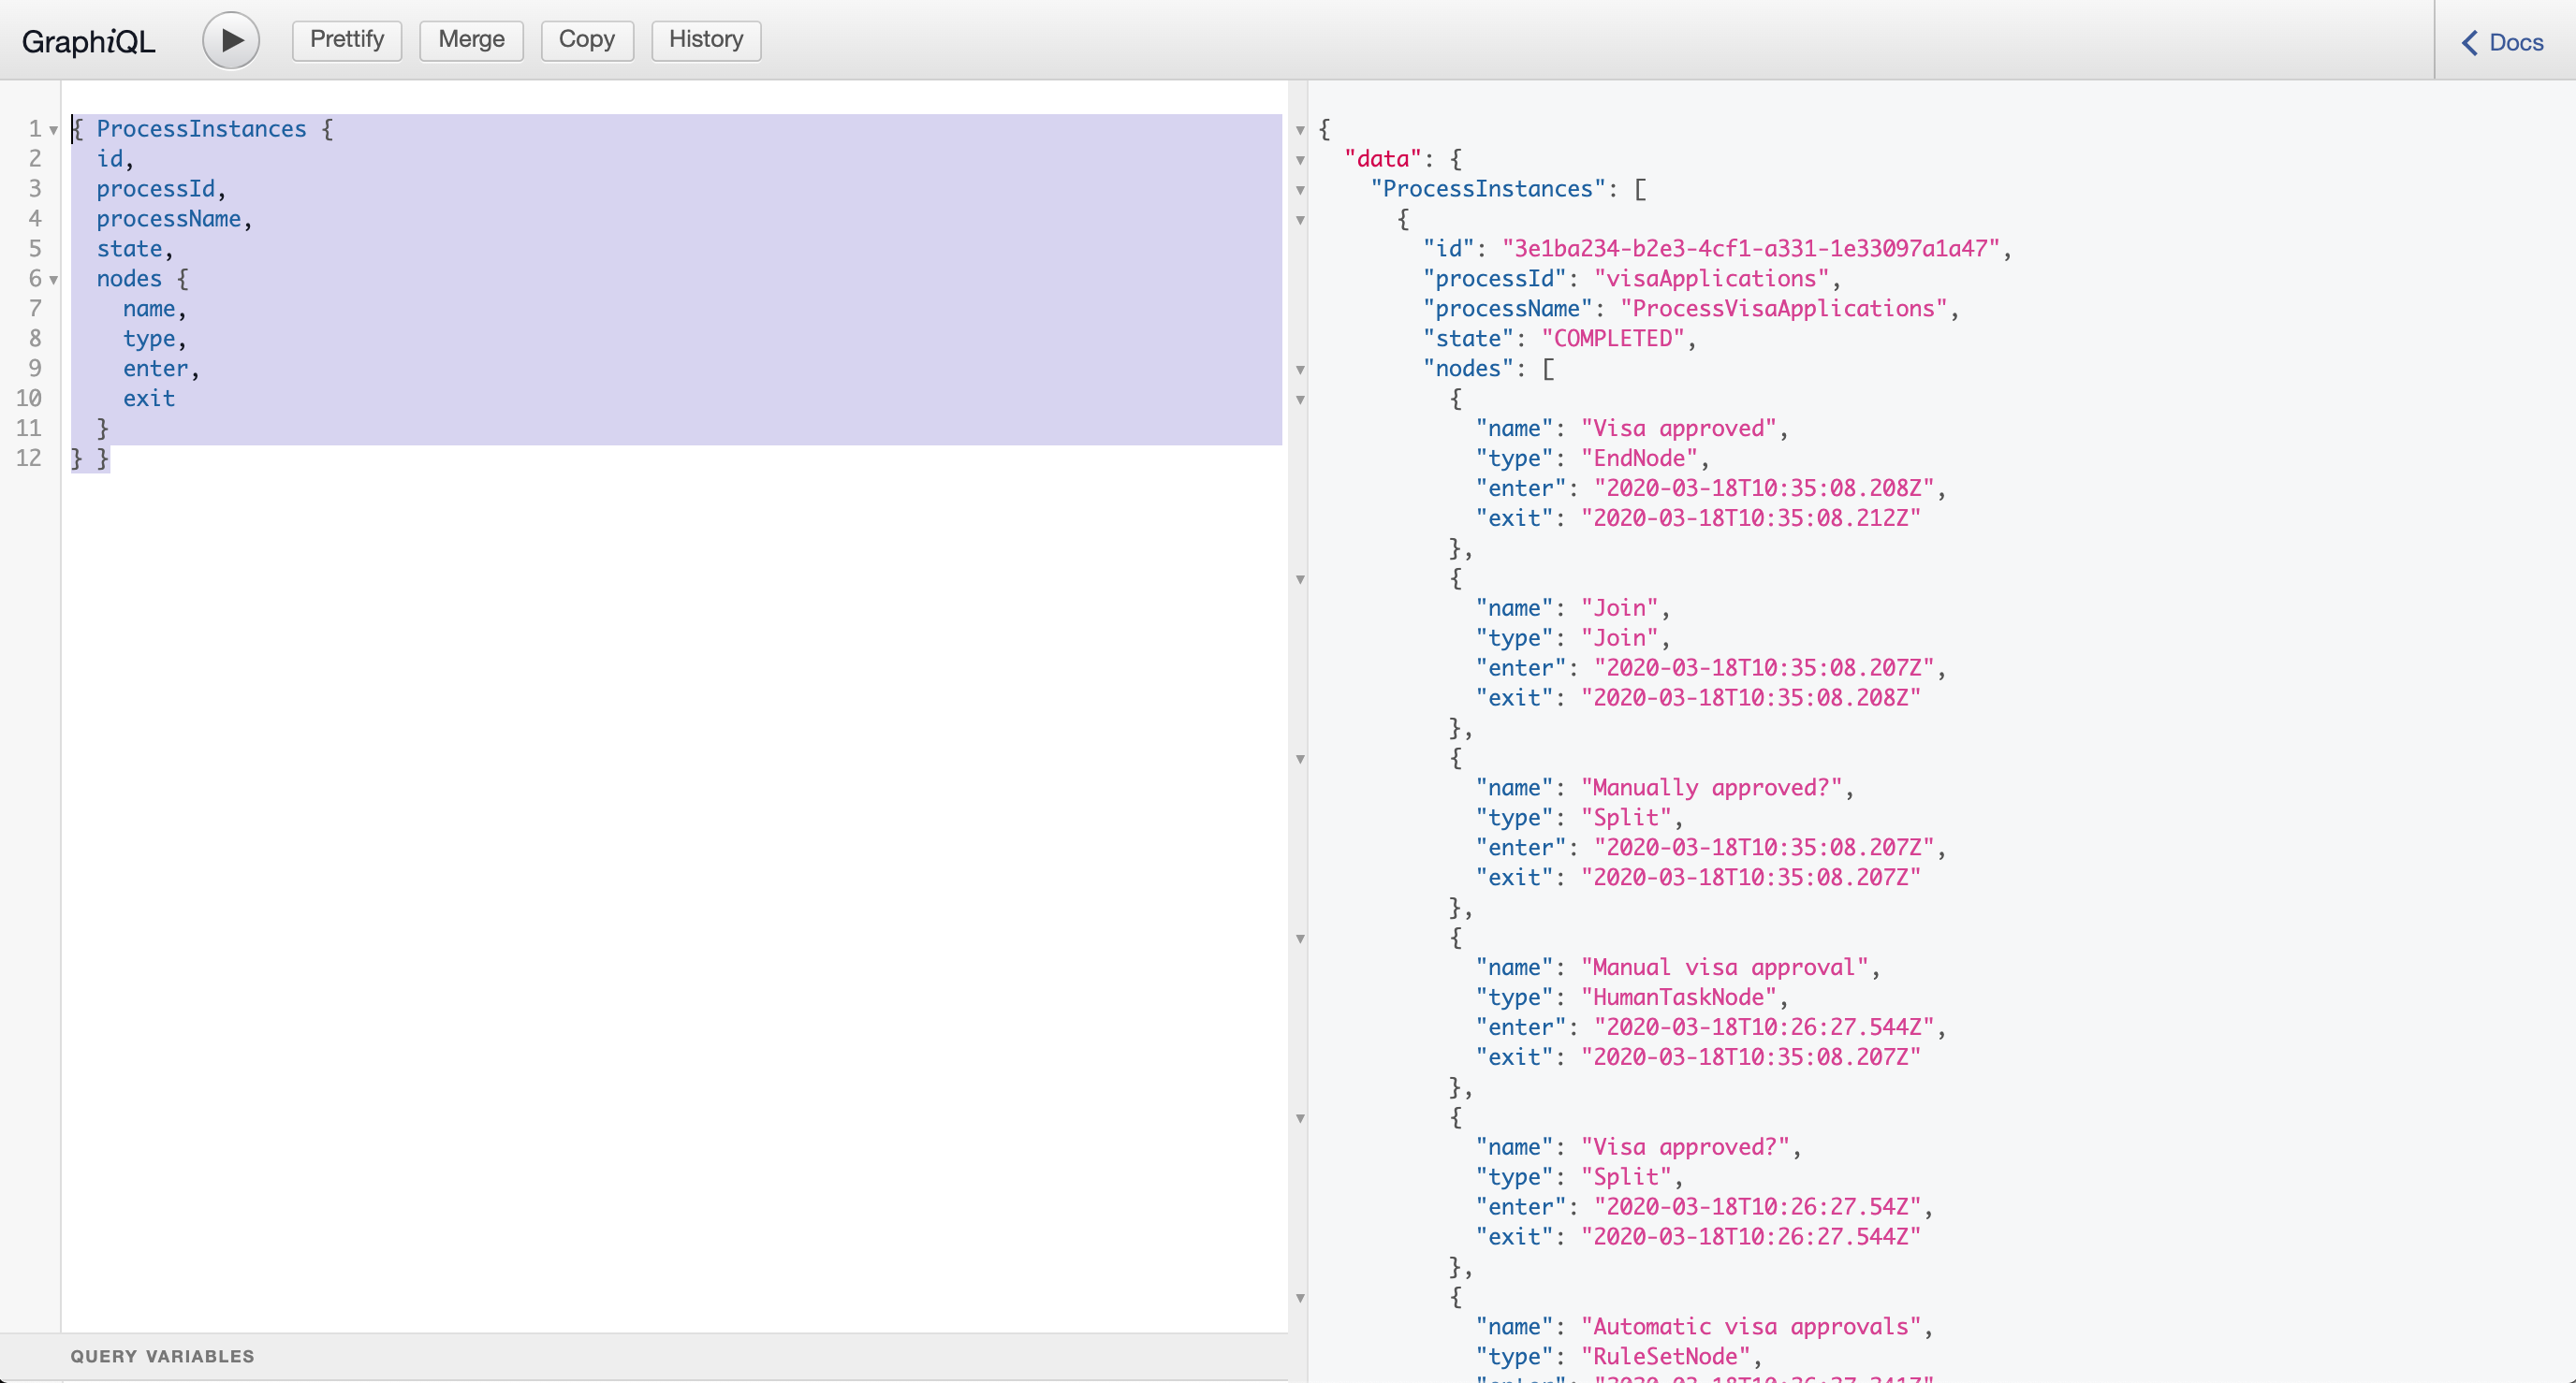 GraphiQL Prettify Merge Copy History Docs
1 { ProcessInstances {
2 id,
3 processId,
4 processName,
5 state,
6 nodes {
7 name,
8 type,
9 enter,
10 exit
11 }
12 } }
QUERY VARIABLES
{
"data": {
"ProcessInstances": [
{
"id": "3e1ba234-b2e3-4cf1-a331-1e33097a1a47",
"processId": "visaApplications",
"processName": "ProcessVisaApplications",
"state": "COMPLETED",
"nodes": [
{
"name": "Visa approved",
"type": "EndNode",
"enter": "2020-03-18T10:35:08.208Z",
"exit": "2020-03-18T10:35:08.212Z"
},
{
"name": "Join",
"type": "Join",
"enter": "2020-03-18T10:35:08.207Z",
"exit": "2020-03-18T10:35:08.208Z"
},
{
"name": "Manually approved?",
"type": "Split",
"enter": "2020-03-18T10:35:08.207Z",
"exit": "2020-03-18T10:35:08.207Z"
},
{
"name": "Manual visa approval",
"type": "HumanTaskNode",
"enter": "2020-03-18T10:26:27.544Z",
"exit": "2020-03-18T10:35:08.207Z"
},
{
"name": "Visa approved?",
"type": "Split",
"enter": "2020-03-18T10:26:27.54Z",
"exit": "2020-03-18T10:26:27.544Z"
},
{
"name": "Automatic visa approvals",
"type": "RuleSetNode",